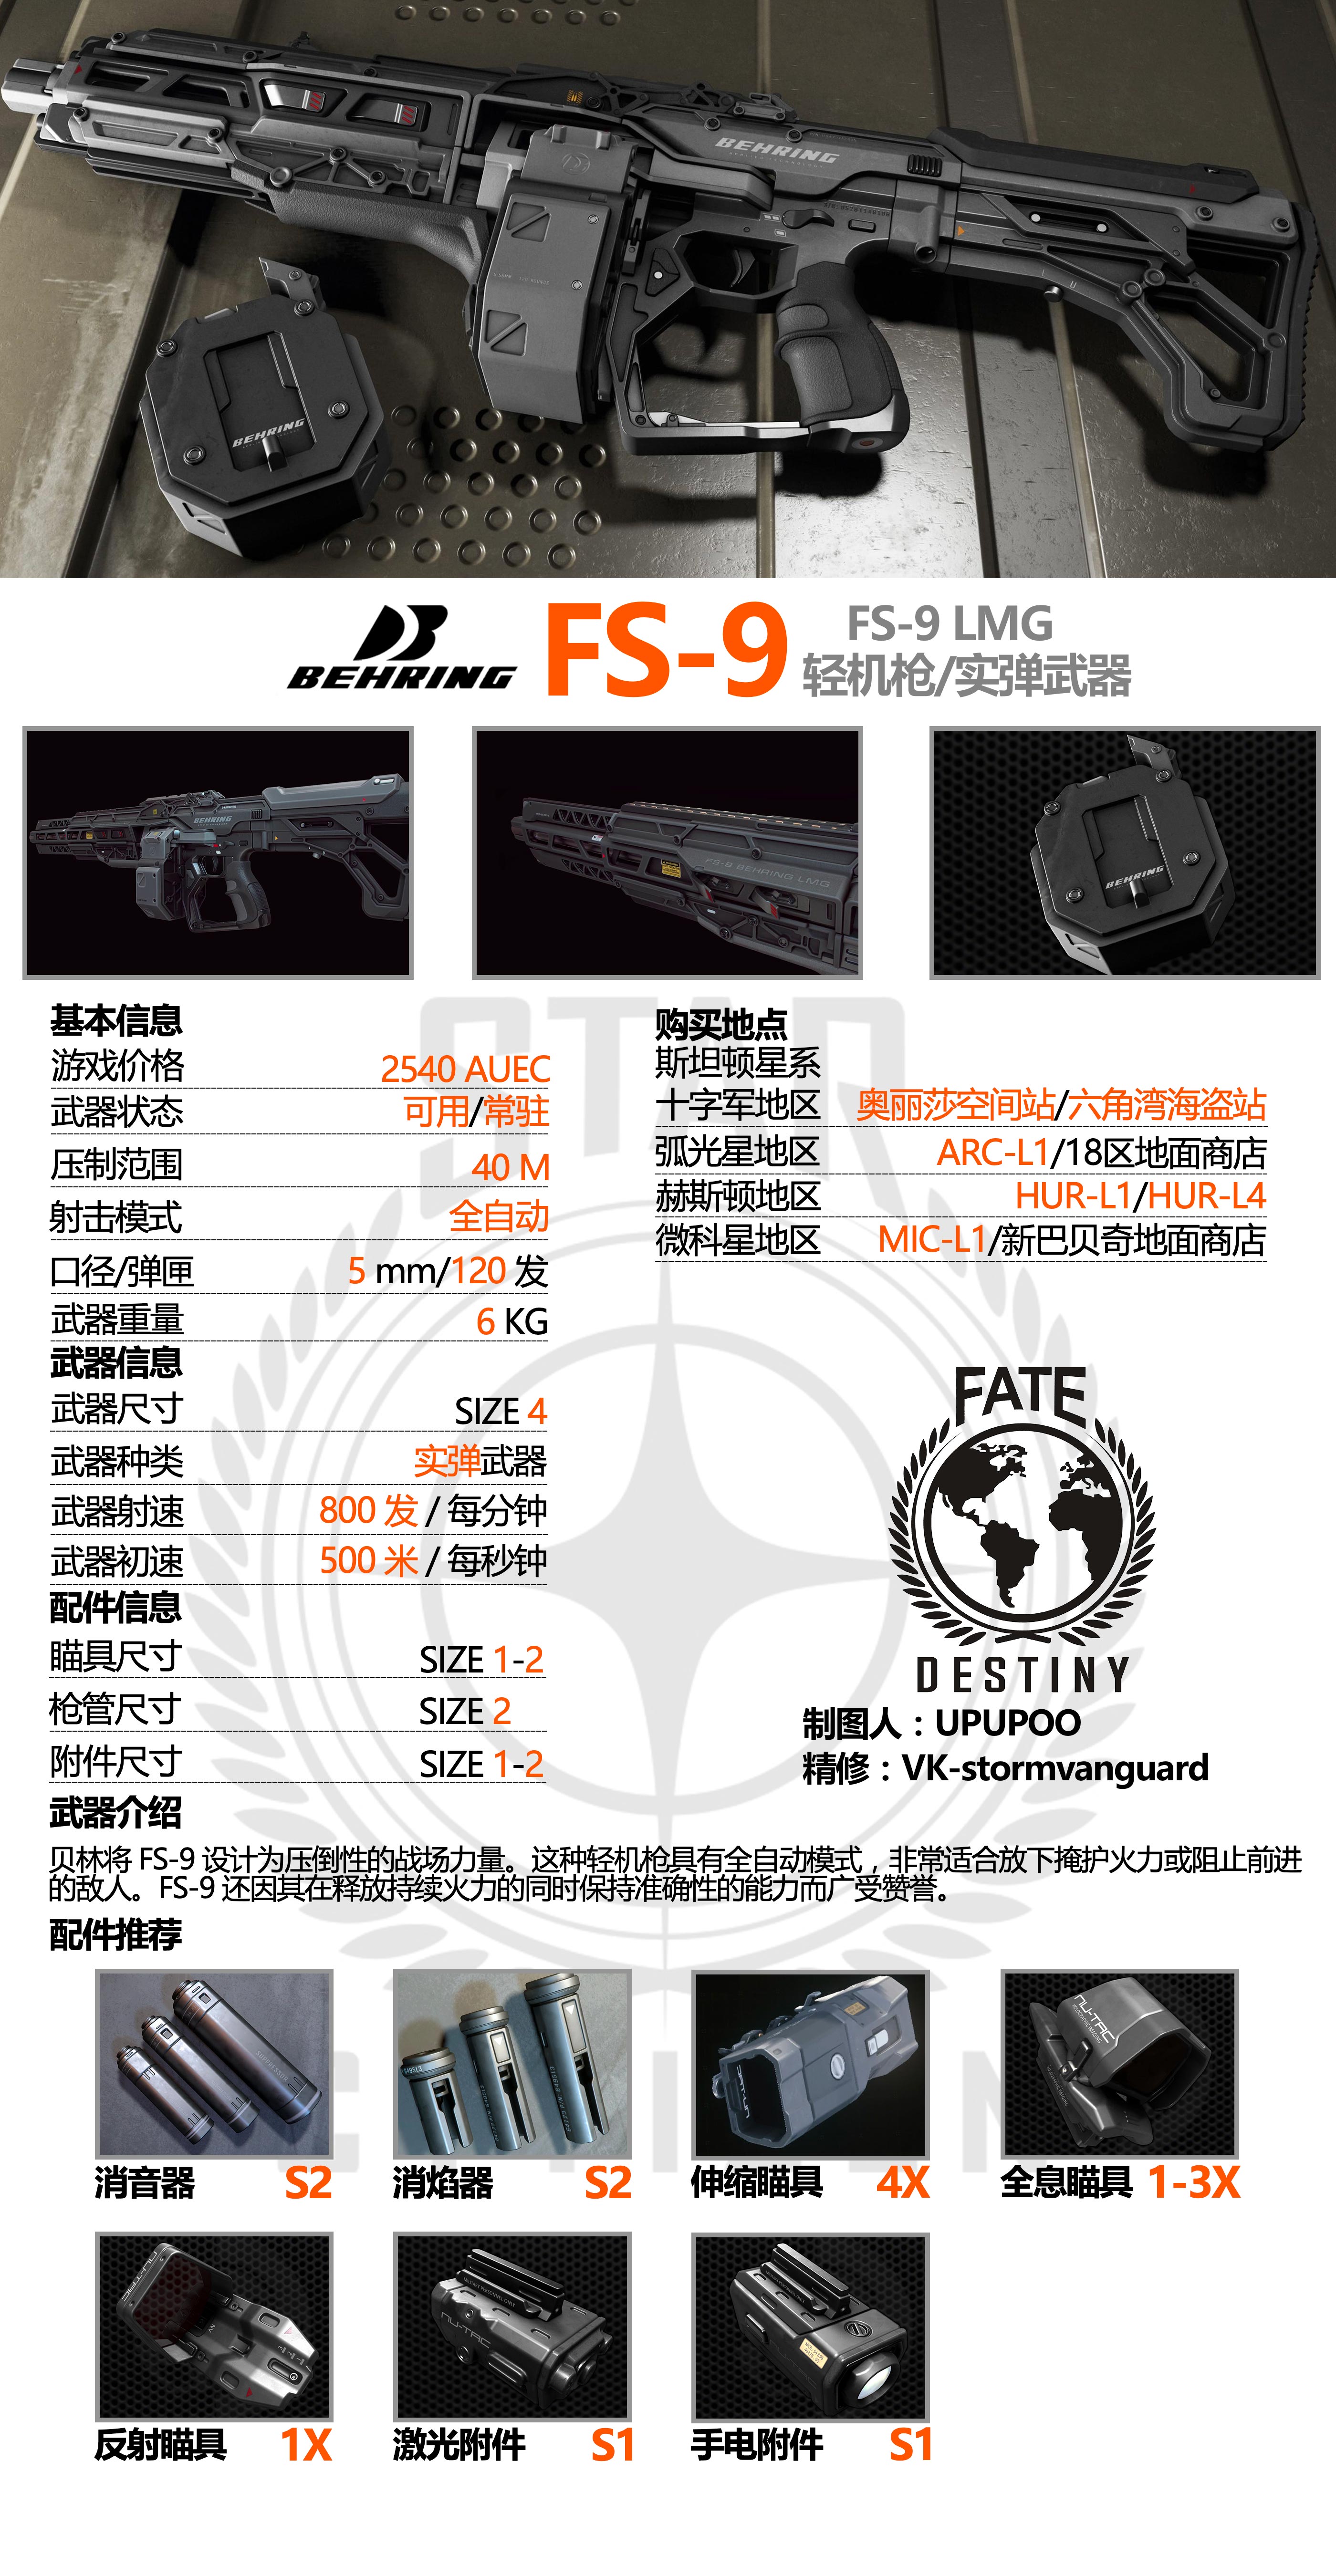 BEHRING
BEHRING
BEHRING
FS-9
FS-9 LMG
轻机枪/实弹武器
BEHRING
FS-9 BEHRING LMG
BEHRING
基本信息
游戏价格 2540 AUEC
武器状态 可用/常驻
压制范围 40 M
射击模式 全自动
口径/弹匣 5 mm/120 发
武器重量 6 KG
武器信息
武器尺寸 SIZE 4
武器种类 实弹武器
武器射速 800 发 / 每分钟
武器初速 500 米 / 每秒钟
配件信息
瞄具尺寸 SIZE 1-2
枪管尺寸 SIZE 2
附件尺寸 SIZE 1-2
购买地点
斯坦顿星系
十字军地区 奥丽莎空间站/六角湾海盗站
弧光星地区 ARC-L1/18区地面商店
赫斯顿地区 HUR-L1/HUR-L4
微科星地区 MIC-L1/新巴贝奇地面商店
STAR
CITIZEN
FATE
DESTINY
制图人：UPUPOO
精修：VK-stormvanguard
武器介绍
贝林将 FS-9 设计为压倒性的战场力量。这种轻机枪具有全自动模式，非常适合放下掩护火力或阻止前进
的敌人。FS-9 还因其在释放持续火力的同时保持准确性的能力而广受赞誉。
配件推荐
NU-TAC
消音器 S2
消焰器 S2
伸缩瞄具 4X
全息瞄具 1-3X
NU-TAC
NU-TAC
反射瞄具 1X
激光附件 S1
手电附件 S1